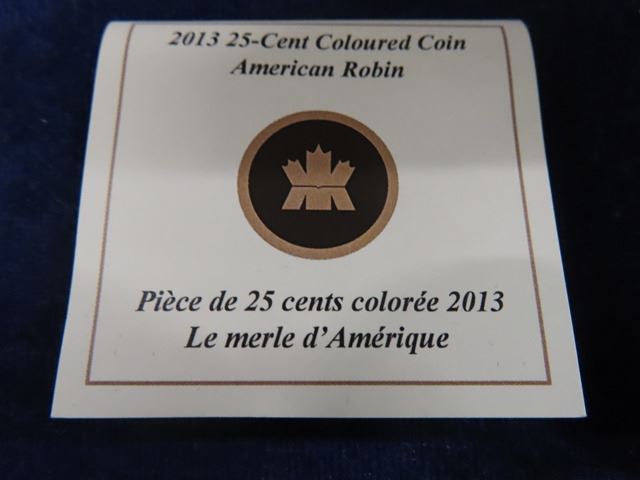 2013 25-Cent Coloured Coin
American Robin
Pièce de 25 cents colorée 2013
Le merle d'Amérique